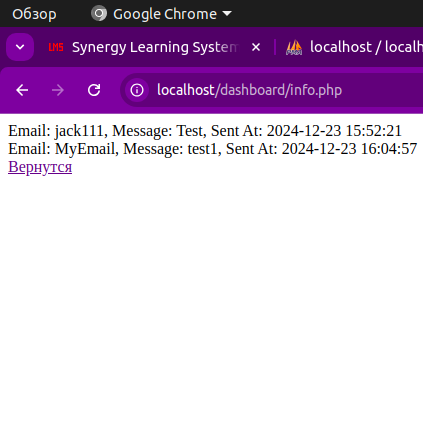 Обзор Google Chrome
LMS Synergy Learning System localhost / localh
localhost/dashboard/info.php
Email: jack111, Message: Test, Sent At: 2024-12-23 15:52:21
Email: MyEmail, Message: test1, Sent At: 2024-12-23 16:04:57
Вернутся